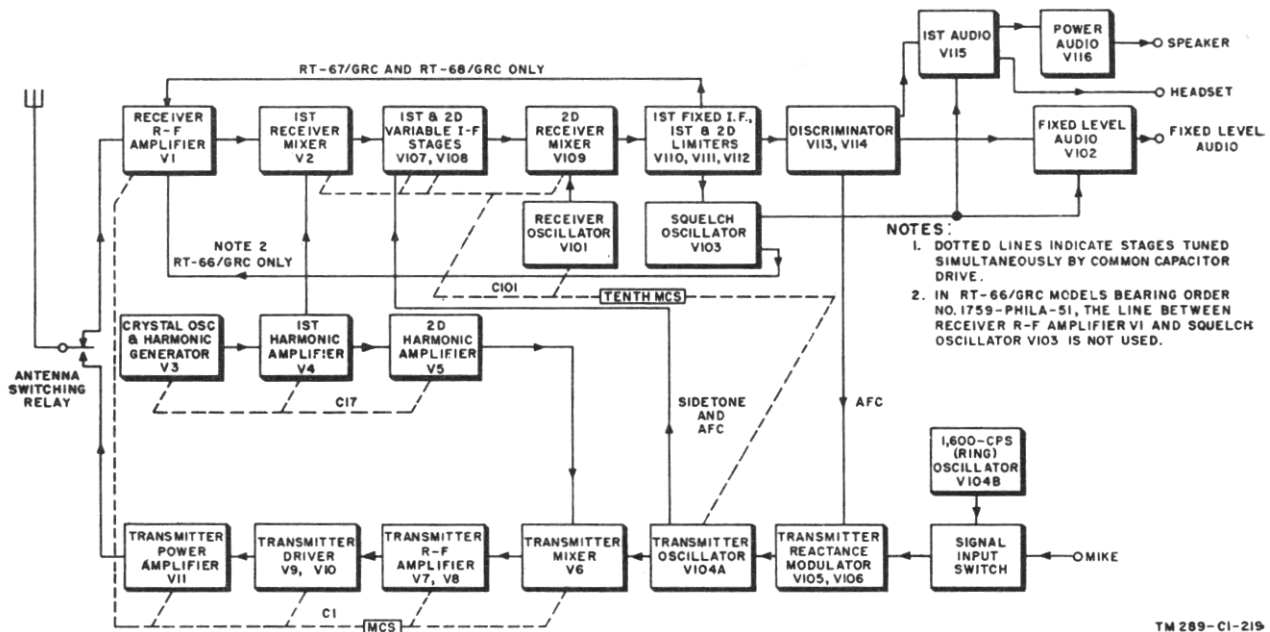 RT-67/GRC AND RT-68/GRC ONLY
RECEIVER
R-F
AMPLIFIER
V1
1ST
RECEIVER
MIXER
V2
1ST & 2D
VARIABLE I-F
STAGES
V107, V108
2D
RECEIVER
MIXER
V109
1ST FIXED I.F.,
1ST & 2D
LIMITERS
V110, V111, V112
DISCRIMINATOR
V113, V114
1ST AUDIO
V115
POWER
AUDIO
V116
SPEAKER
HEADSET
FIXED LEVEL
AUDIO
V102
FIXED LEVEL
AUDIO
RECEIVER
OSCILLATOR
V101
SQUELCH
OSCILLATOR
V103
NOTE 2
RT-66/GRC ONLY
C101
TENTH MCS
NOTES:
1. DOTTED LINES INDICATE STAGES TUNED
SIMULTANEOUSLY BY COMMON CAPACITOR
DRIVE.
2. IN RT-66/GRC MODELS BEARING ORDER
NO.1759-PHILA-51, THE LINE BETWEEN
RECEIVER R-F AMPLIFIER V1 AND SQUELCH
OSCILLATOR V103 IS NOT USED.
ANTENNA
SWITCHING
RELAY
CRYSTAL OSC
& HARMONIC
GENERATOR
V3
1ST
HARMONIC
AMPLIFIER
V4
2D
HARMONIC
AMPLIFIER
V5
C17
SIDETONE
AND
AFC
AFC
1,600-CPS
(RING)
OSCILLATOR
V104B
TRANSMITTER
POWER
AMPLIFIER
V11
TRANSMITTER
DRIVER
V9, V10
TRANSMITTER
R-F
AMPLIFIER
V7, V8
TRANSMITTER
MIXER
V6
TRANSMITTER
OSCILLATOR
V104A
TRANSMITTER
REACTANCE
MODULATOR
V105, V106
SIGNAL
INPUT
SWITCH
MIKE
C1
MCS
TM 289-C1-219